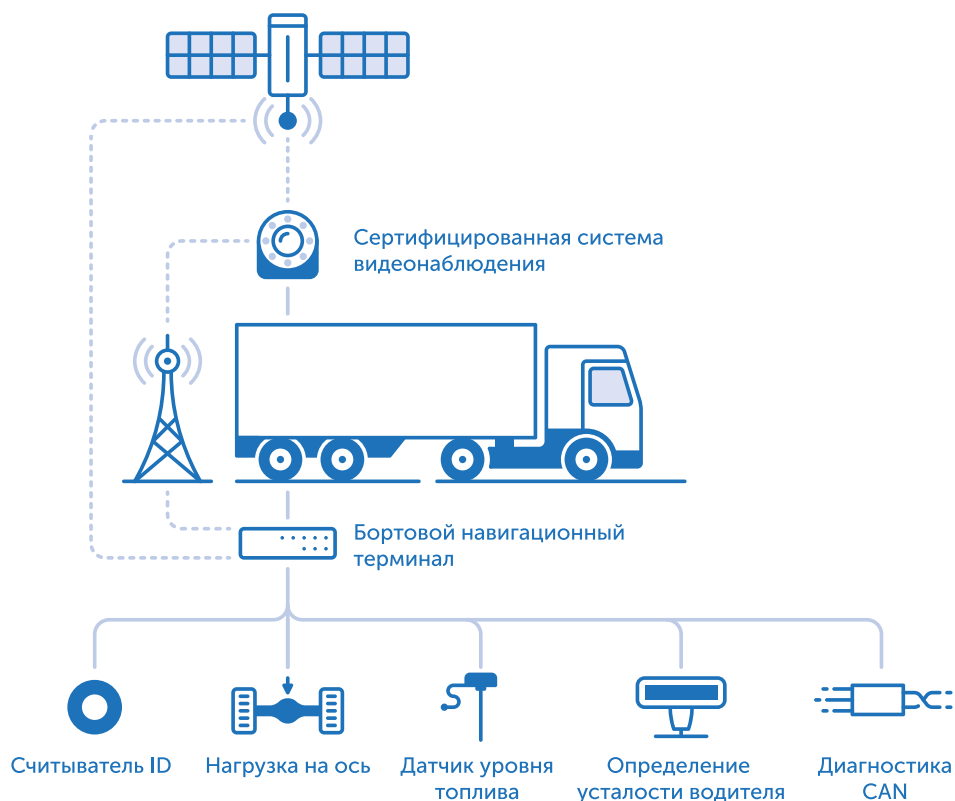 Сертифицированная система
видеонаблюдения
Бортовой навигационный
терминал
Считыватель ID
Нагрузка на ось
Датчик уровня
топлива
Определение
усталости водителя
Диагностика
CAN